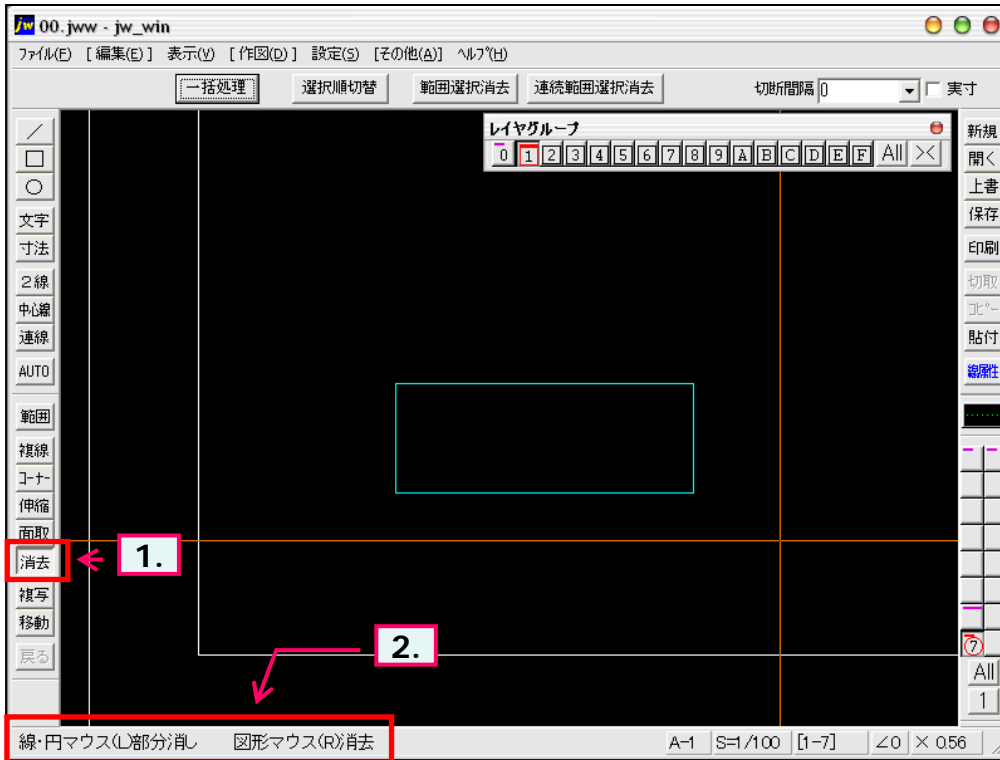 jw 00.jww - jw_win
ﾌｧｲﾙ(F) [編集(E)] 表示(V) [作図(D)] 設定(S) [その他(A)] ﾍﾙﾌﾟ(H)
一括処理 選択順切替 範囲選択消去 連続範囲選択消去 切断間隔 0 実寸
レイヤグループ
0 1 2 3 4 5 6 7 8 9 A B C D E F All ><
／
□
○
文字
寸法
２線
中心線
連線
AUTO
範囲
複線
ｺｰﾅｰ
伸縮
面取
消去
複写
移動
戻る
1.
2.
新規
開く
上書
保存
印刷
切取
ｺﾋﾟｰ
貼付
線属性
7
All
1
線・円マウス(L)部分消し 図形マウス(R)消去
A-1 S=1/100 [1-7] ∠0 × 0.56